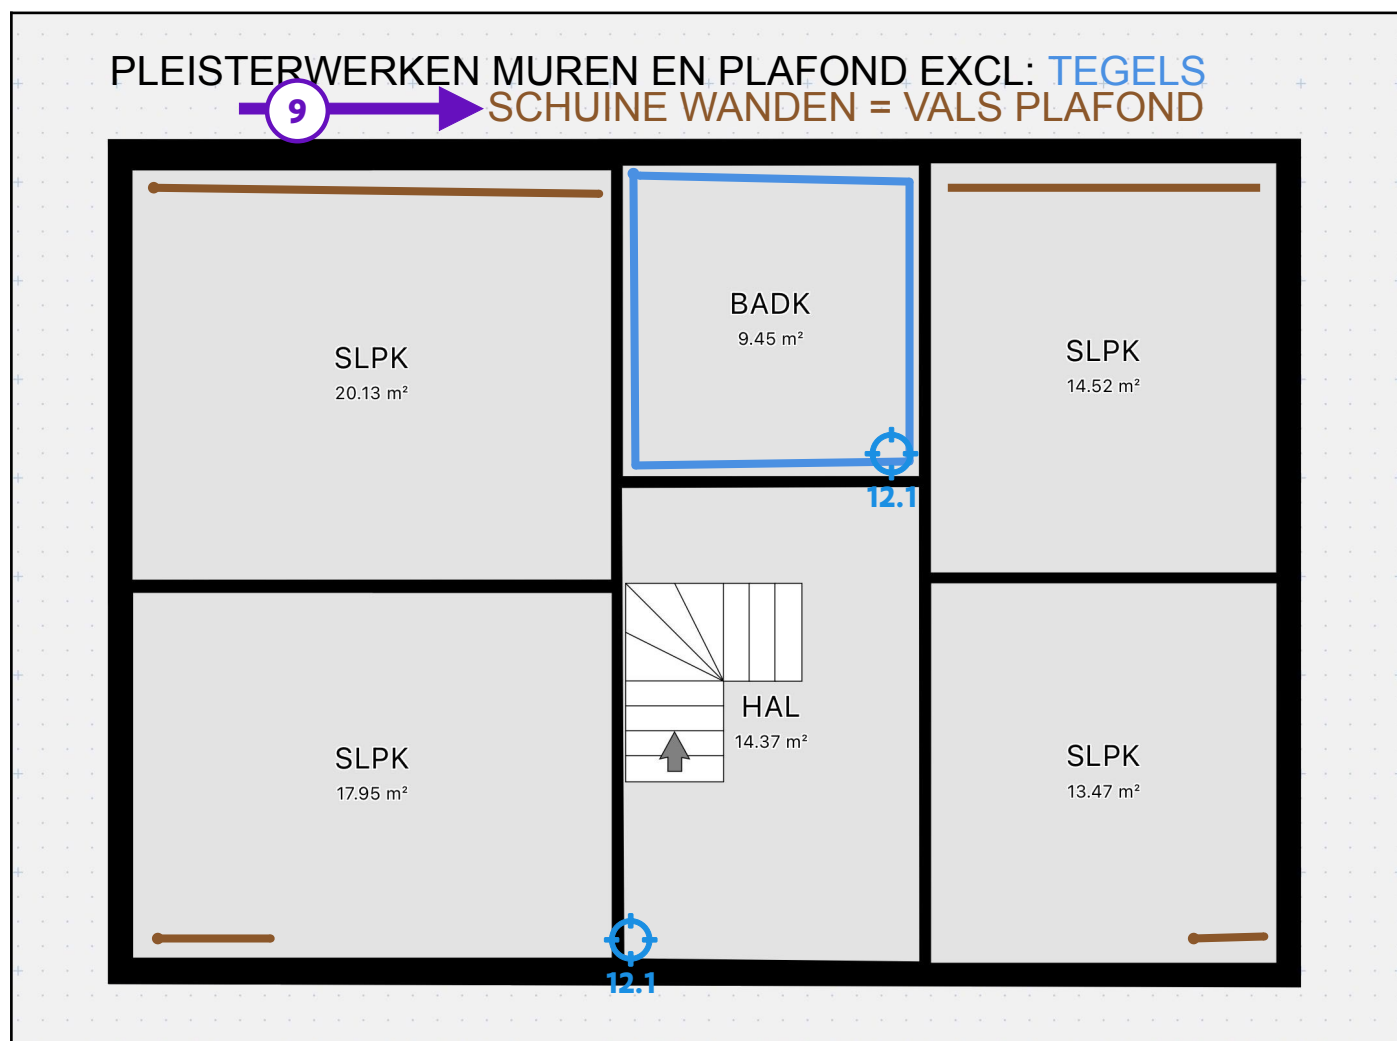 PLEISTERWERKEN MUREN EN PLAFOND EXCL: TEGELS
9 SCHUINE WANDEN = VALS PLAFOND
BADK
9.45 m²
SLPK
20.13 m²
SLPK
14.52 m²
12.1
HAL
14.37 m²
SLPK
17.95 m²
SLPK
13.47 m²
12.1